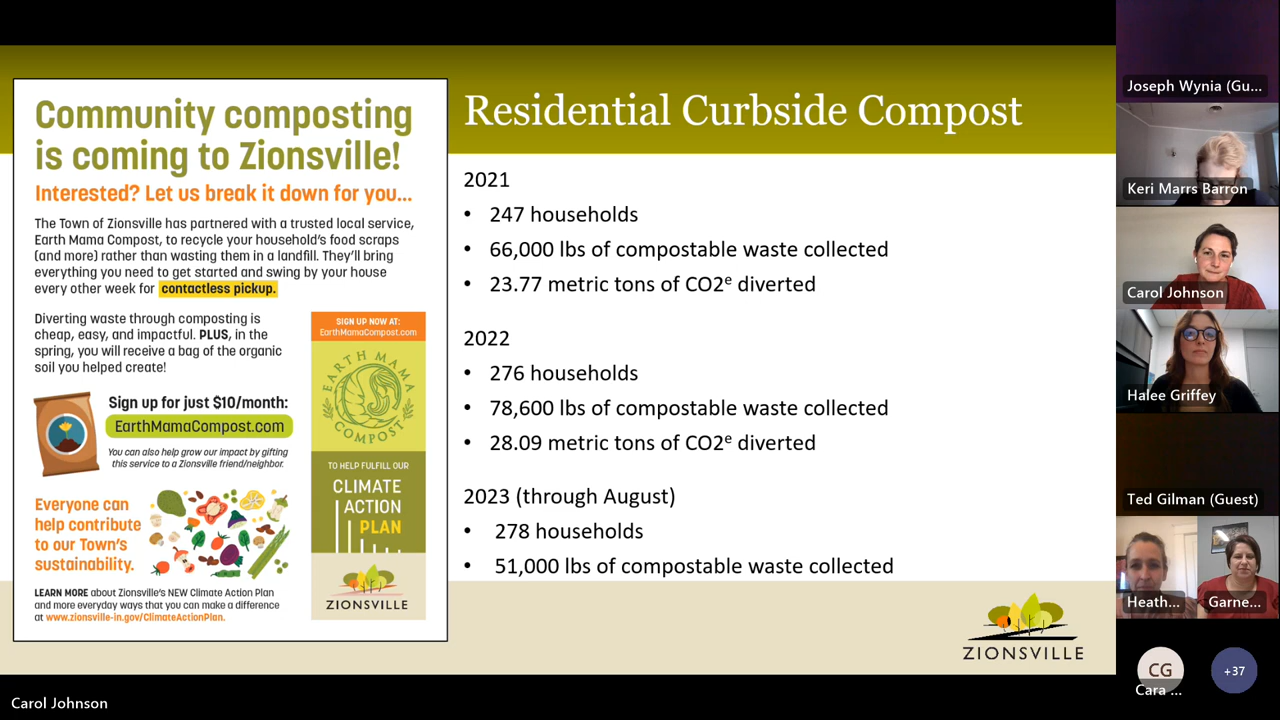 Community composting
is coming to Zionsville!
Interested? Let us break it down for you...
The Town of Zionsville has partnered with a trusted local service,
Earth Mama Compost, to recycle your household's food scraps
(and more) rather than wasting them in a landfill. They'll bring
everything you need to get started and swing by your house
every other week for contactless pickup.
Diverting waste through composting is
cheap, easy, and impactful. PLUS, in the
spring, you will receive a bag of the organic
soil you helped create!
Sign up for just $10/month:
EarthMamaCompost.com
You can also help grow our impact by gifting
this service to a Zionsville friend/neighbor.
Everyone can
help contribute
to our Town's
sustainability.
LEARN MORE about Zionsville's NEW Climate Action Plan
and more everyday ways that you can make a difference
at www.zionsville-in.gov/ClimateActionPlan.
SIGN UP NOW AT:
EarthMamaCompost.com
EARTH MAMA
COMPOST
TO HELP FULFILL OUR
CLIMATE
ACTION
PLAN
ZIONSVILLE
Residential Curbside Compost
2021
• 247 households
• 66,000 lbs of compostable waste collected
• 23.77 metric tons of CO2ᵉ diverted
2022
• 276 households
• 78,600 lbs of compostable waste collected
• 28.09 metric tons of CO2ᵉ diverted
2023 (through August)
• 278 households
• 51,000 lbs of compostable waste collected
ZIONSVILLE
Joseph Wynia (Gu...
Keri Marrs Barron
Carol Johnson
Halee Griffey
Ted Gilman (Guest)
Heath...
Garne...
CG
Cara ...
+37
Carol Johnson